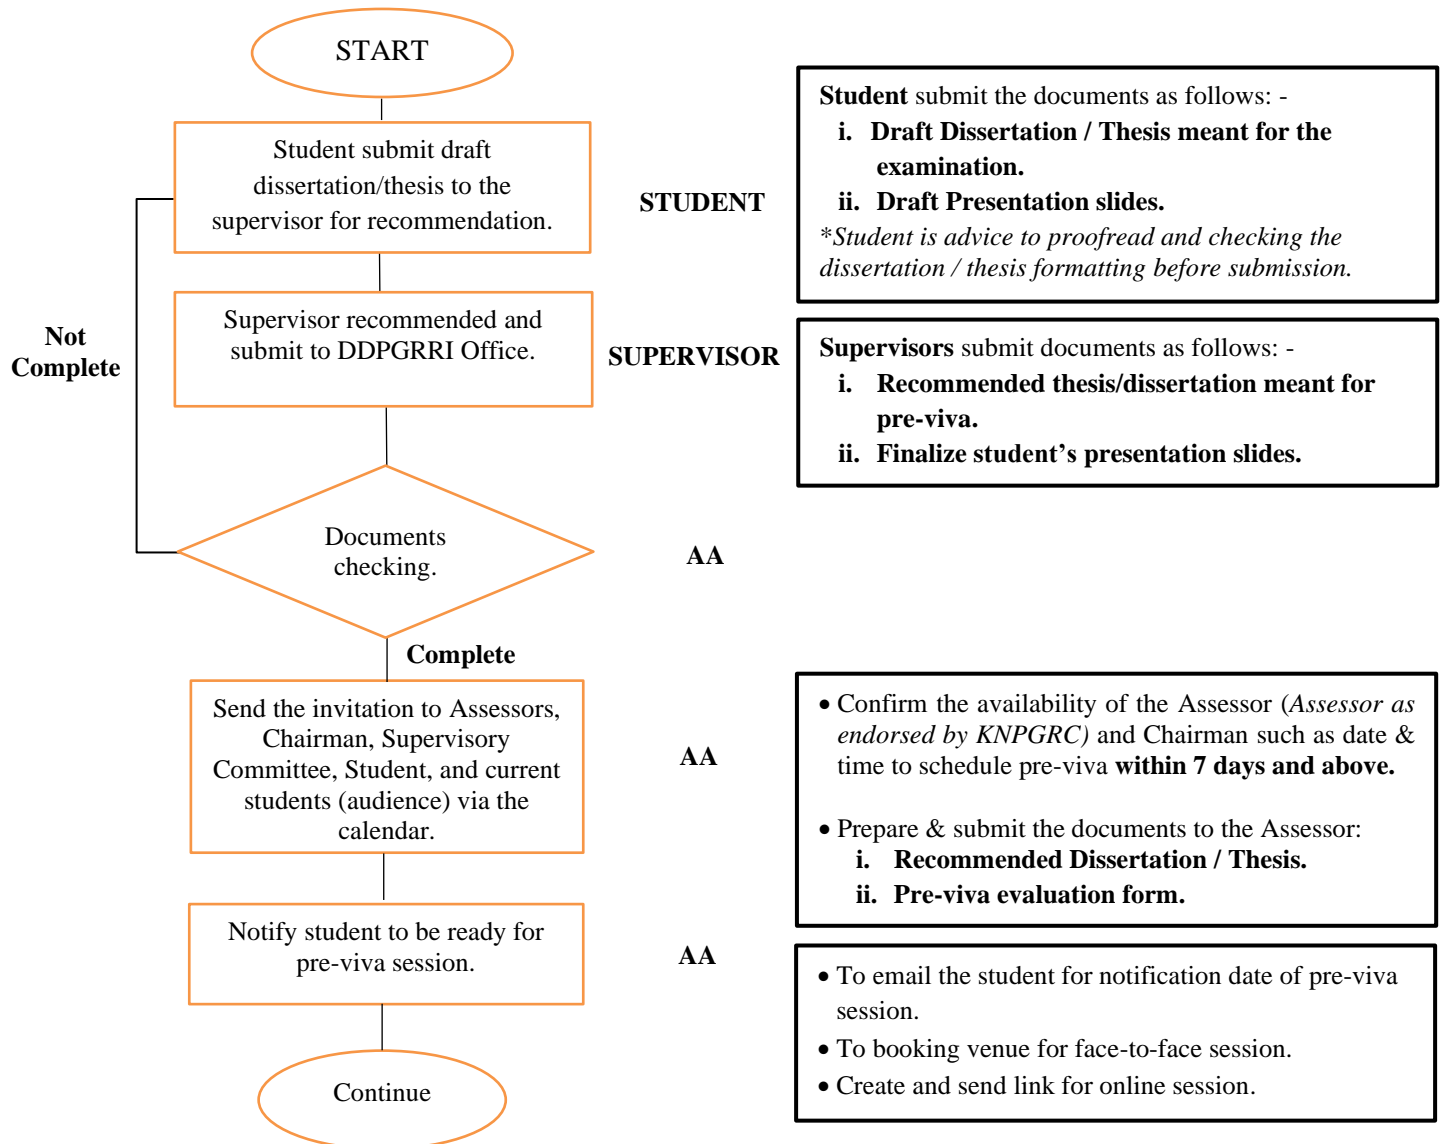 START
Student submit draft
dissertation/thesis to the
supervisor for recommendation.
STUDENT
Student submit the documents as follows: -
i. Draft Dissertation / Thesis meant for the
examination.
ii. Draft Presentation slides.
*Student is advice to proofread and checking the
dissertation / thesis formatting before submission.
Not
Complete
Supervisor recommended and
submit to DDPGRRI Office.
SUPERVISOR
Supervisors submit documents as follows: -
i. Recommended thesis/dissertation meant for
pre-viva.
ii. Finalize student's presentation slides.
Documents
checking.
AA
Complete
Send the invitation to Assessors,
Chairman, Supervisory
Committee, Student, and current
students (audience) via the
calendar.
AA
• Confirm the availability of the Assessor (Assessor as
endorsed by KNPGRC) and Chairman such as date &
time to schedule pre-viva within 7 days and above.
• Prepare & submit the documents to the Assessor:
i. Recommended Dissertation / Thesis.
ii. Pre-viva evaluation form.
Notify student to be ready for
pre-viva session.
AA
• To email the student for notification date of pre-viva
session.
• To booking venue for face-to-face session.
• Create and send link for online session.
Continue